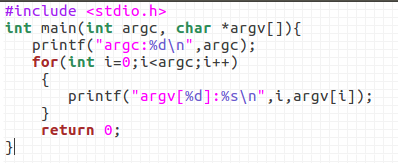 #include <stdio.h>
int main(int argc, char *argv[]){
   printf("argc:%d\n",argc);
   for(int i=0;i<argc;i++)
    {
       printf("argv[%d]:%s\n",i,argv[i]);
    }
    return 0;
}